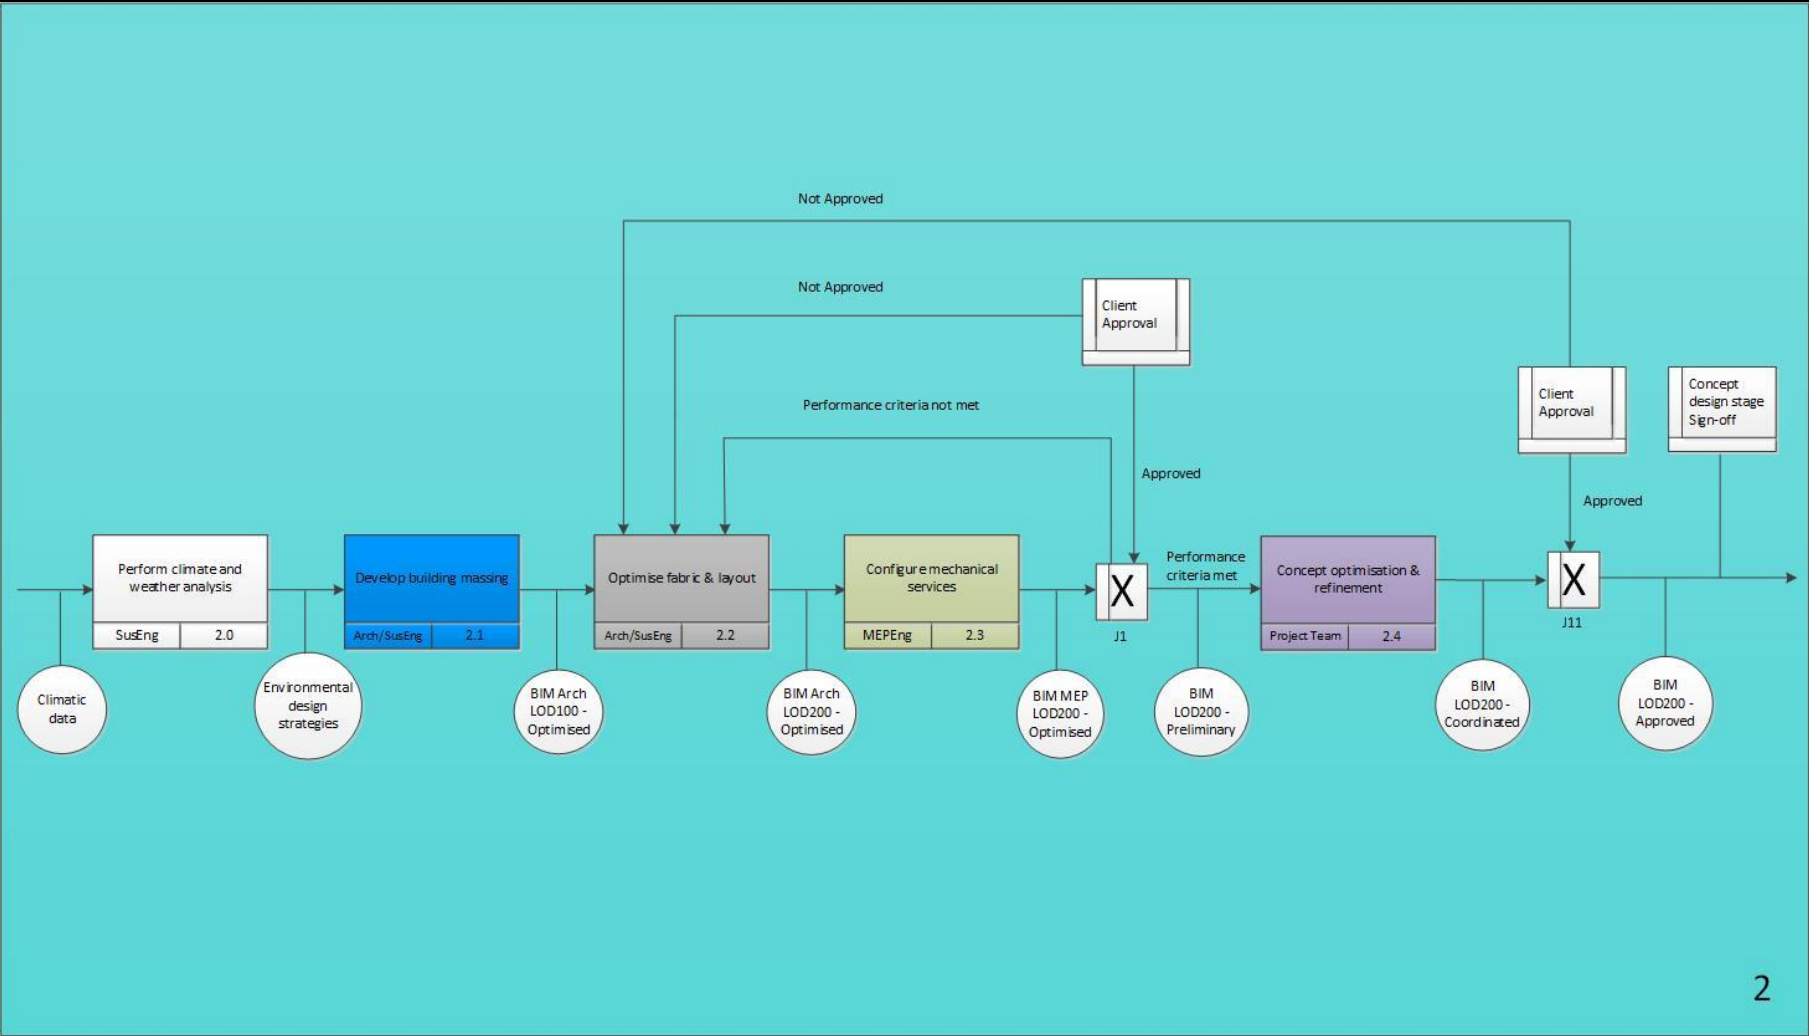 Not Approved
Not Approved
Client
Approval
Performance criteria not met
Approved
Client
Approval
Approved
Concept
design stage
Sign-off
Perform climate and
weather analysis
SusEng 2.0
Develop building massing
Arch/SusEng 2.1
Optimise fabric & layout
Arch/SusEng 2.2
Configure mechanical
services
MEPEng 2.3
X
J1
Performance
criteria met
Concept optimisation &
refinement
Project Team 2.4
X
J11
Climatic
data
Environmental
design
strategies
BIM Arch
LOD100 -
Optimised
BIM Arch
LOD200 -
Optimised
BIM MEP
LOD200 -
Optimised
BIM
LOD200 -
Preliminary
BIM
LOD200 -
Coordinated
BIM
LOD200 -
Approved
2